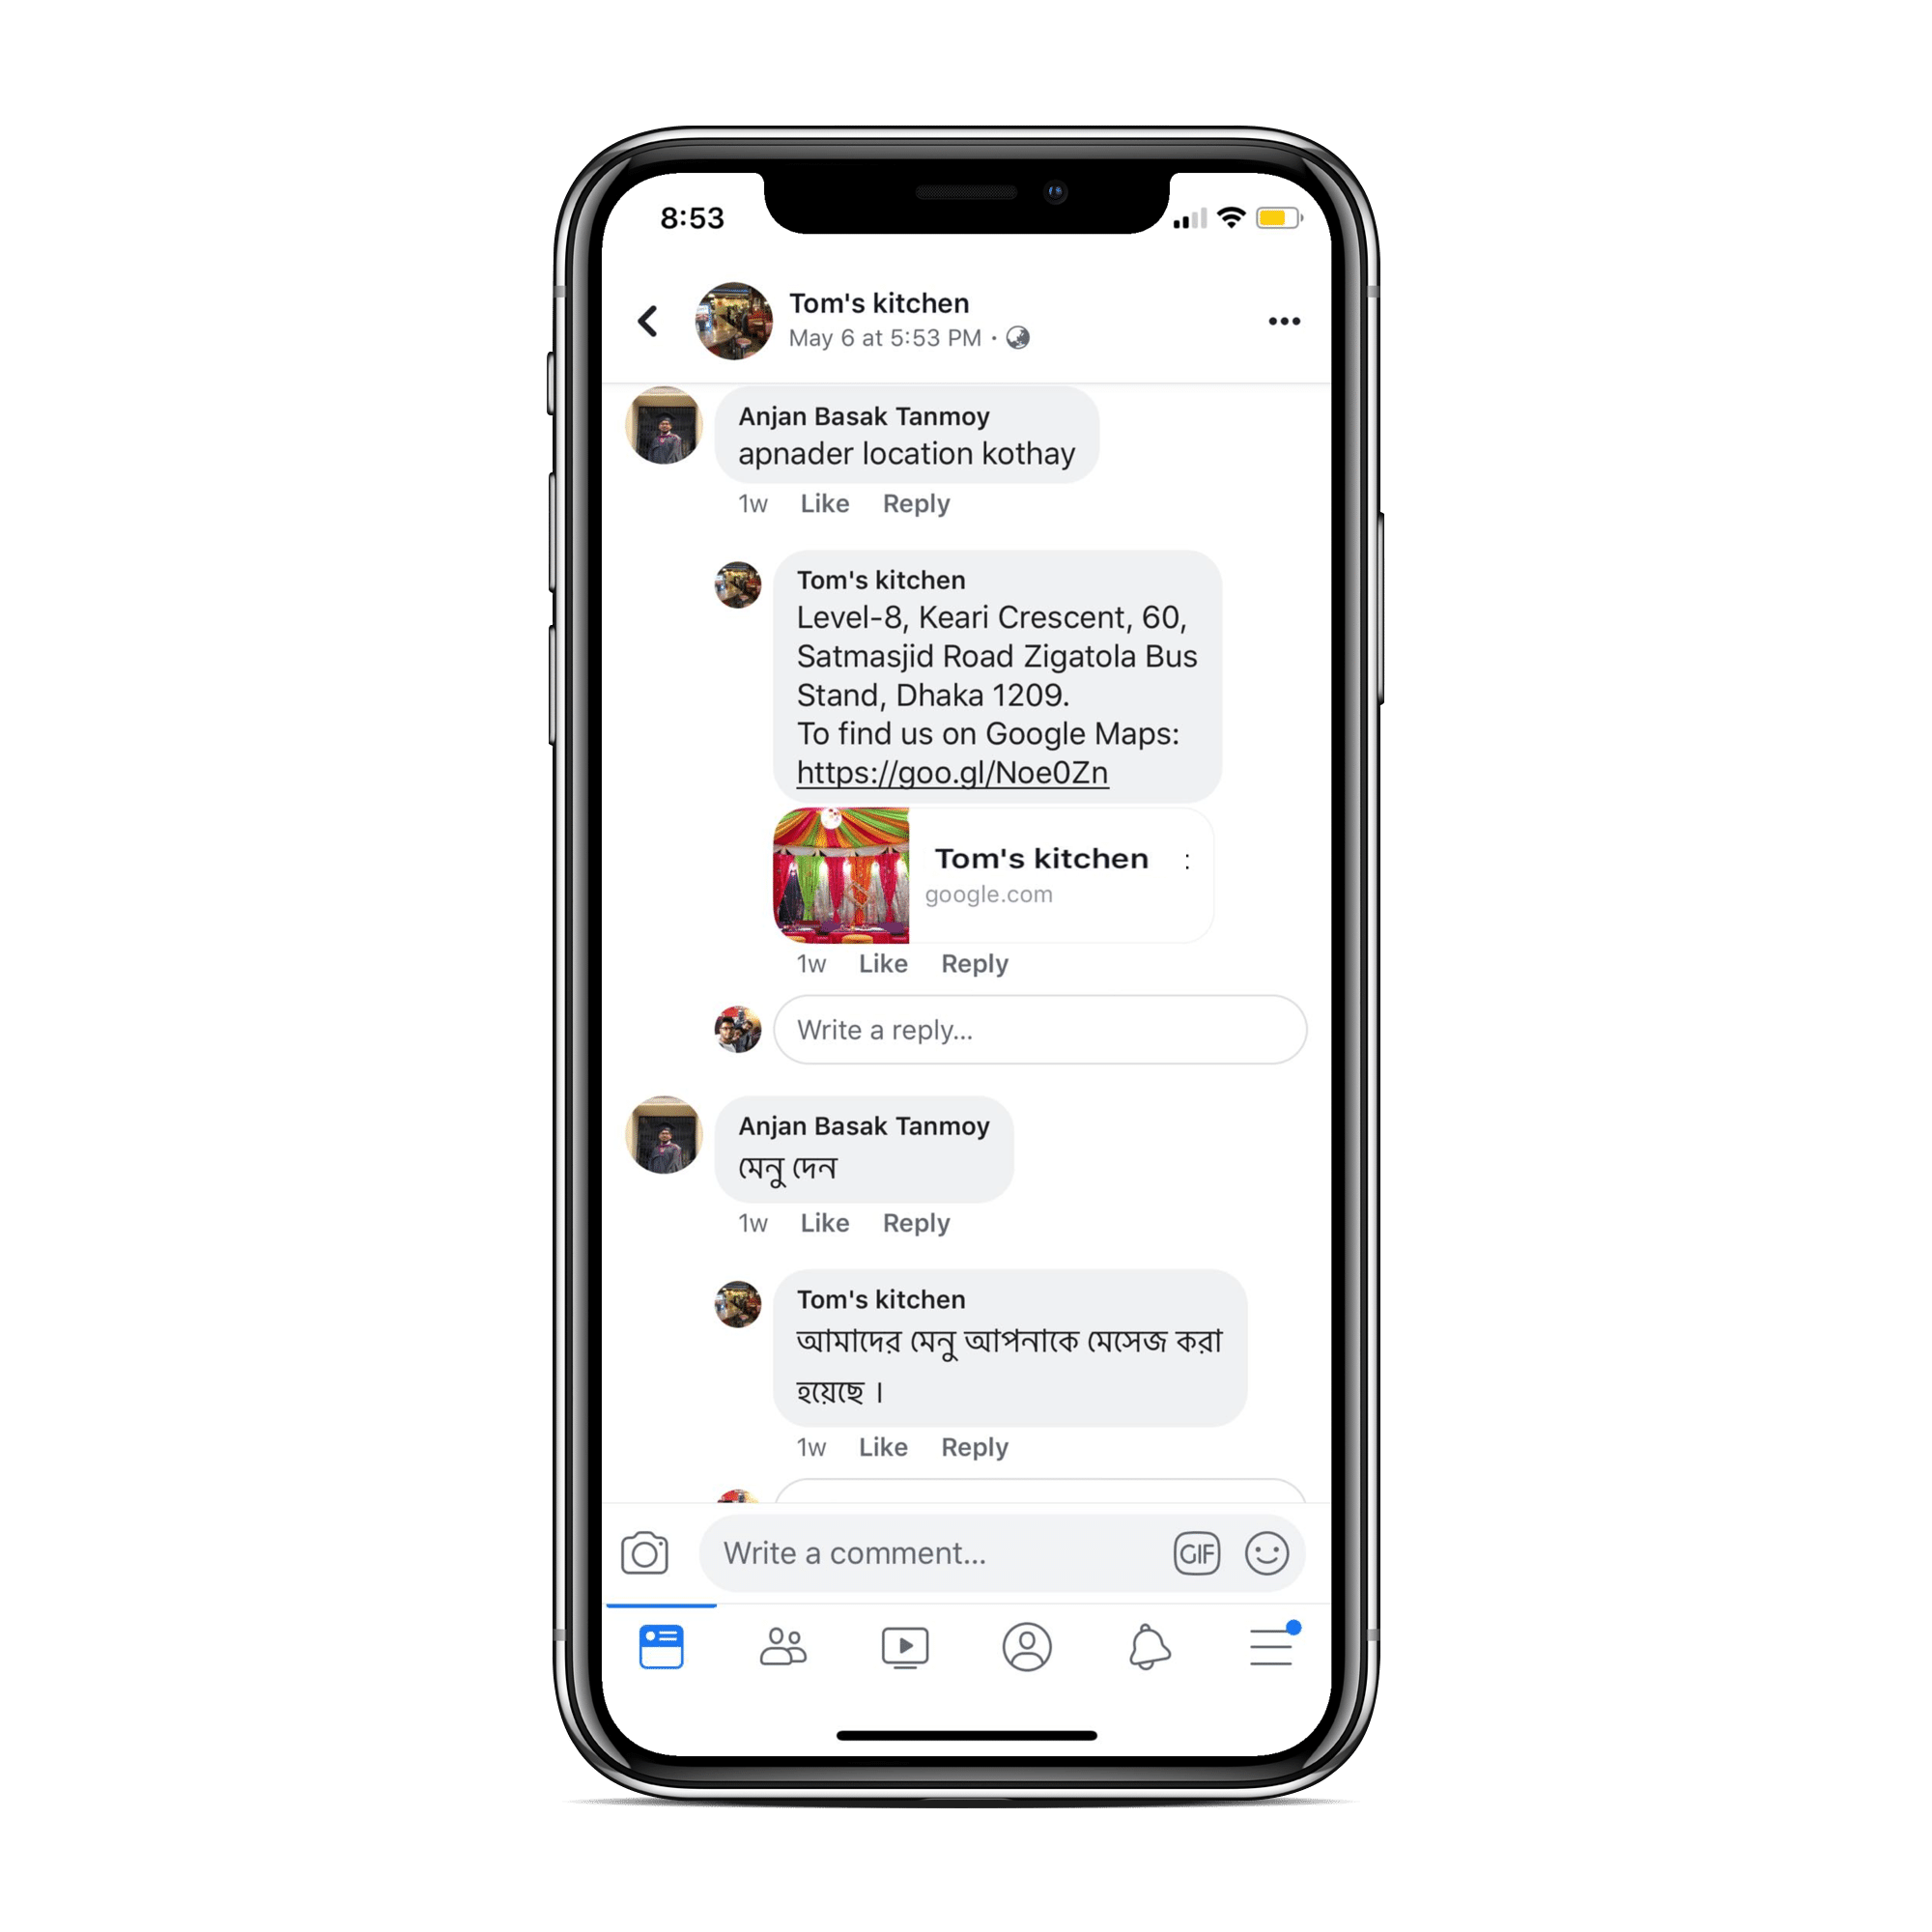 8:53
Tom's kitchen
May 6 at 5:53 PM ·
Anjan Basak Tanmoy
apnader location kothay
1w Like Reply
Tom's kitchen
Level-8, Keari Crescent, 60,
Satmasjid Road Zigatola Bus
Stand, Dhaka 1209.
To find us on Google Maps:
https://goo.gl/Noe0Zn
Tom's kitchen :
google.com
1w Like Reply
Write a reply...
Anjan Basak Tanmoy
মেনু দেন
1w Like Reply
Tom's kitchen
আমাদের মেনু আপনাকে মেসেজ করা
হয়েছে ।
1w Like Reply
Write a comment... GIF